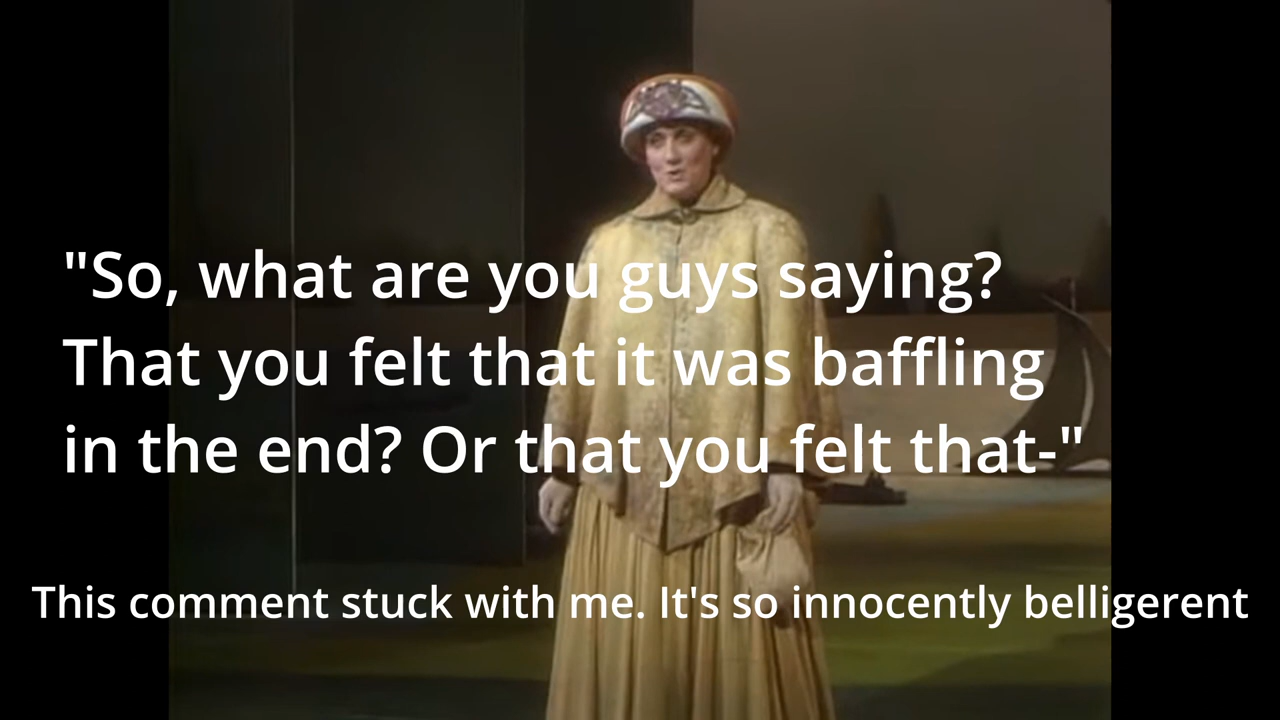 "So, what are you guys saying?
That you felt that it was baffling
in the end? Or that you felt that-"
This comment stuck with me. It's so innocently belligerent